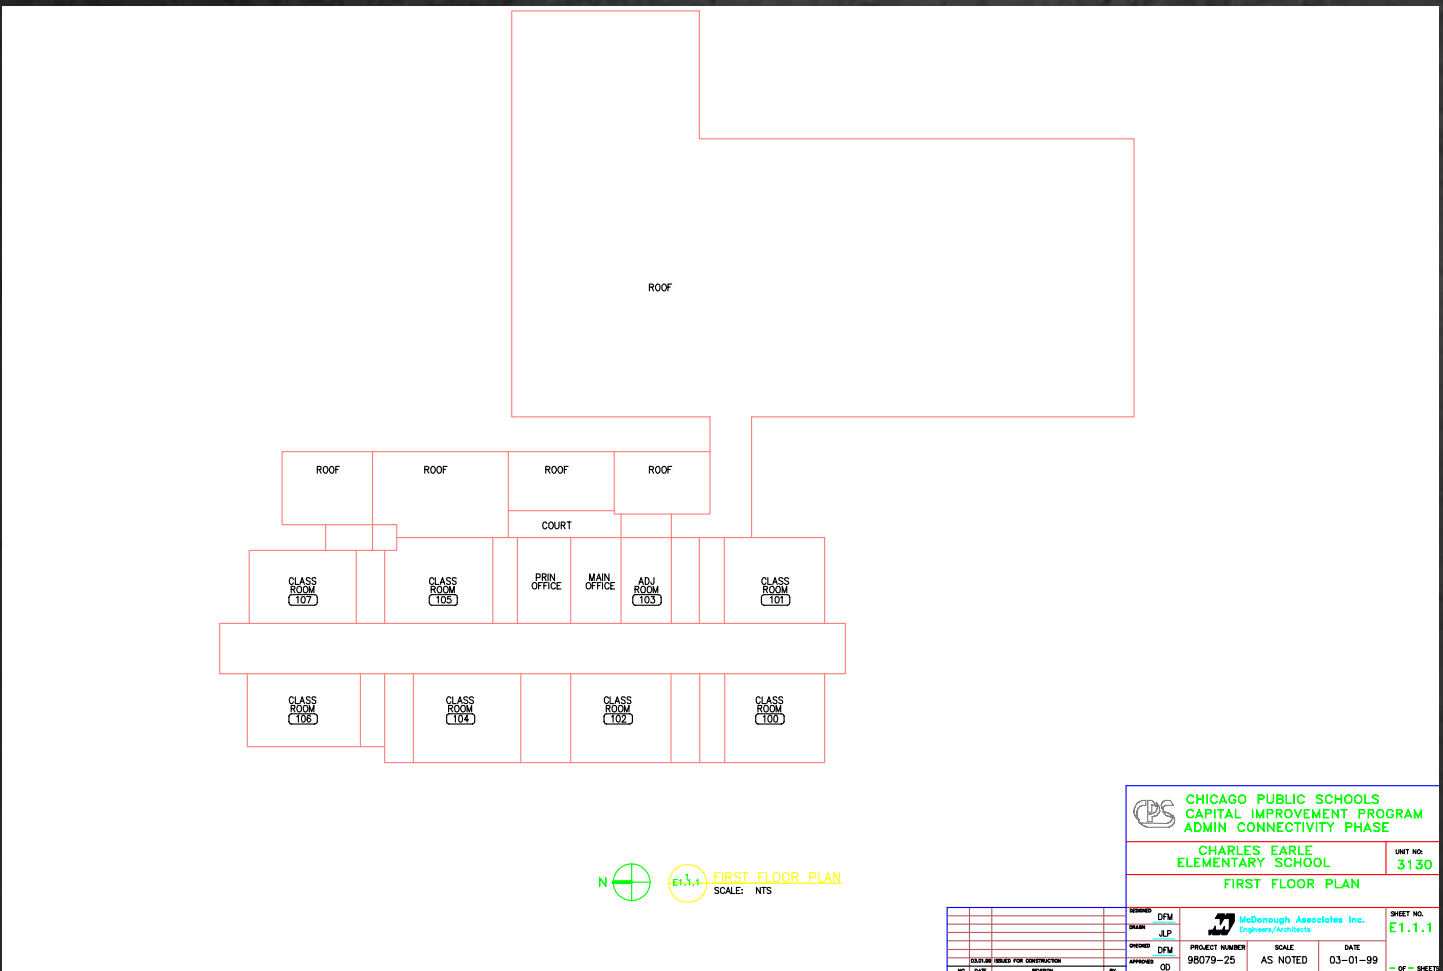 ROOF
ROOF
ROOF
ROOF
ROOF
COURT
CLASS
ROOM
107
CLASS
ROOM
105
PRIN
OFFICE
MAIN
OFFICE
ADJ
ROOM
103
CLASS
ROOM
101
CLASS
ROOM
106
CLASS
ROOM
104
CLASS
ROOM
102
CLASS
ROOM
100
N
1
E1.1.1
FIRST FLOOR PLAN
SCALE: NTS
CPS
CHICAGO PUBLIC SCHOOLS
CAPITAL IMPROVEMENT PROGRAM
ADMIN CONNECTIVITY PHASE
CHARLES EARLE
ELEMENTARY SCHOOL
UNIT NO:
3130
FIRST FLOOR PLAN
DESIGNED
DFM
DRAWN
JLP
CHECKED
DFM
APPROVED
OD
McDonough Associates Inc.
Engineers/Architects
SHEET NO.
E1.1.1
PROJECT NUMBER
98079-25
SCALE
AS NOTED
DATE
03-01-99
- OF - SHEETS
03.01.99 ISSUED FOR CONSTRUCTION
NO. DATE REVISION BY